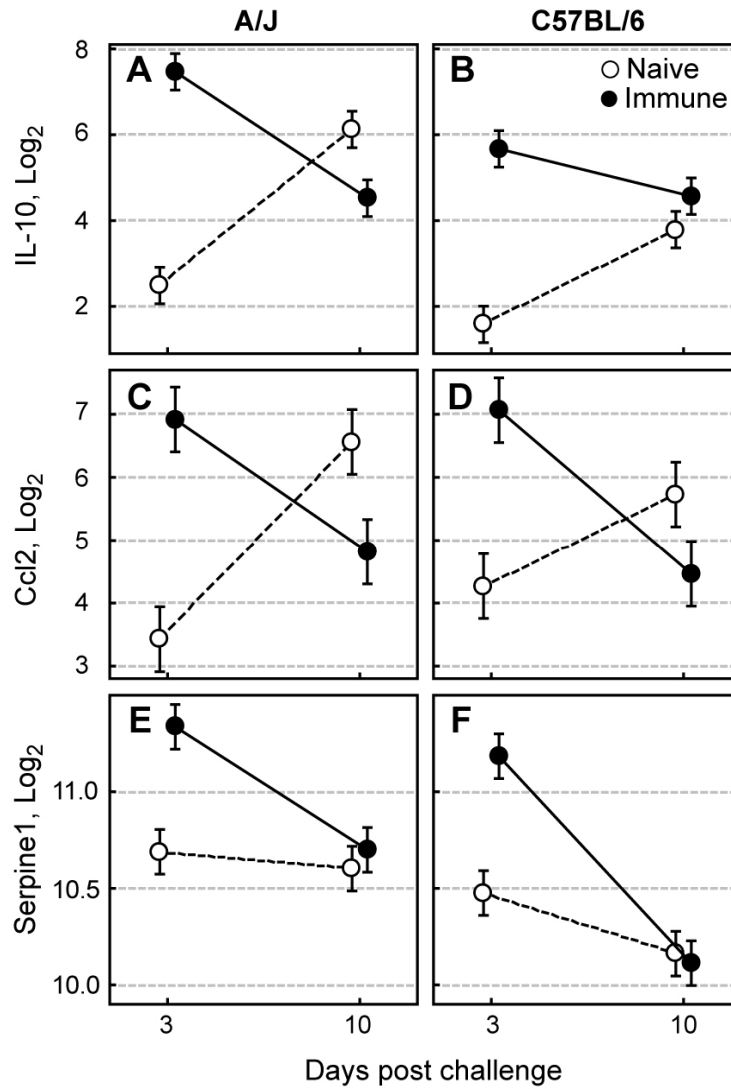 A/J
C57BL/6
IL-10, Log2
8
6
4
2
A
B
Naive
Immune
Ccl2, Log2
7
6
5
4
3
C
D
Serpine1, Log2
11.0
10.5
10.0
E
F
3
10
3
10
Days post challenge